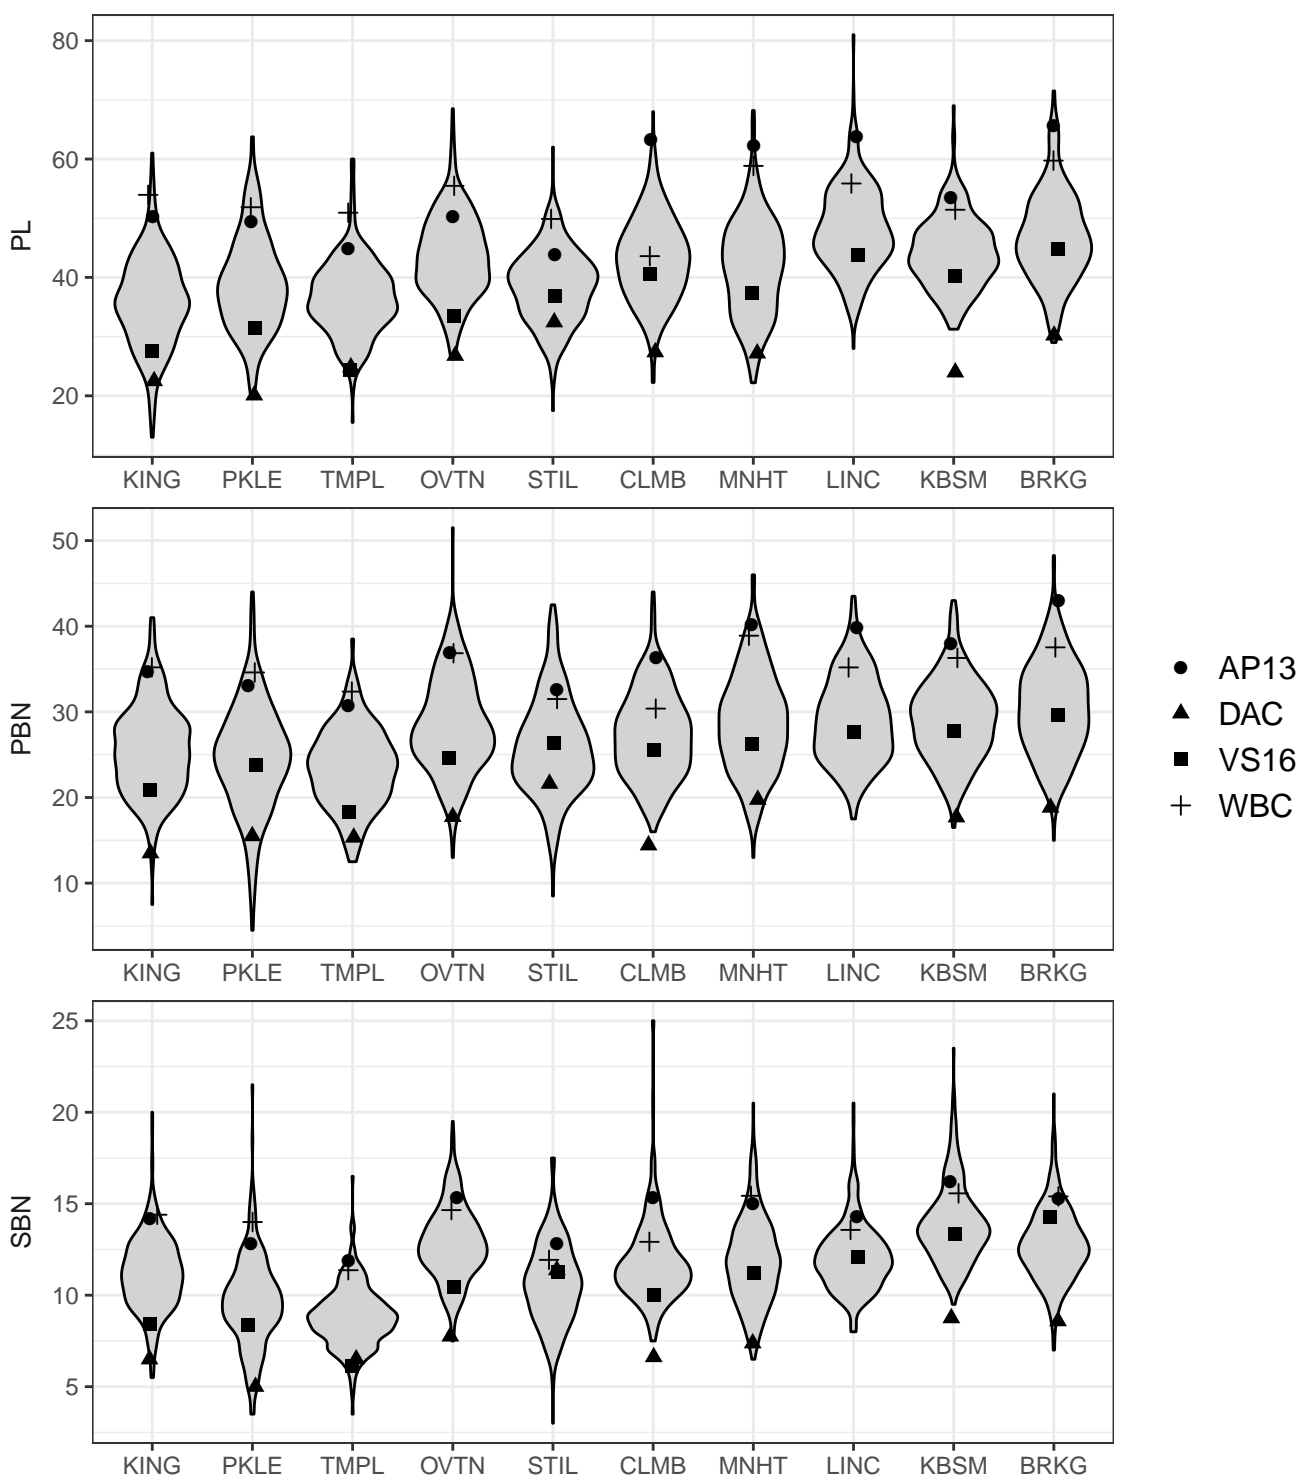 80
60
40
20
PL
KING PKLE TMPL OVTN STIL CLMB MNHT LINC KBSM BRKG
50
40
30
20
10
PBN
KING PKLE TMPL OVTN STIL CLMB MNHT LINC KBSM BRKG
AP13
DAC
VS16
WBC
25
20
15
10
5
SBN
KING PKLE TMPL OVTN STIL CLMB MNHT LINC KBSM BRKG